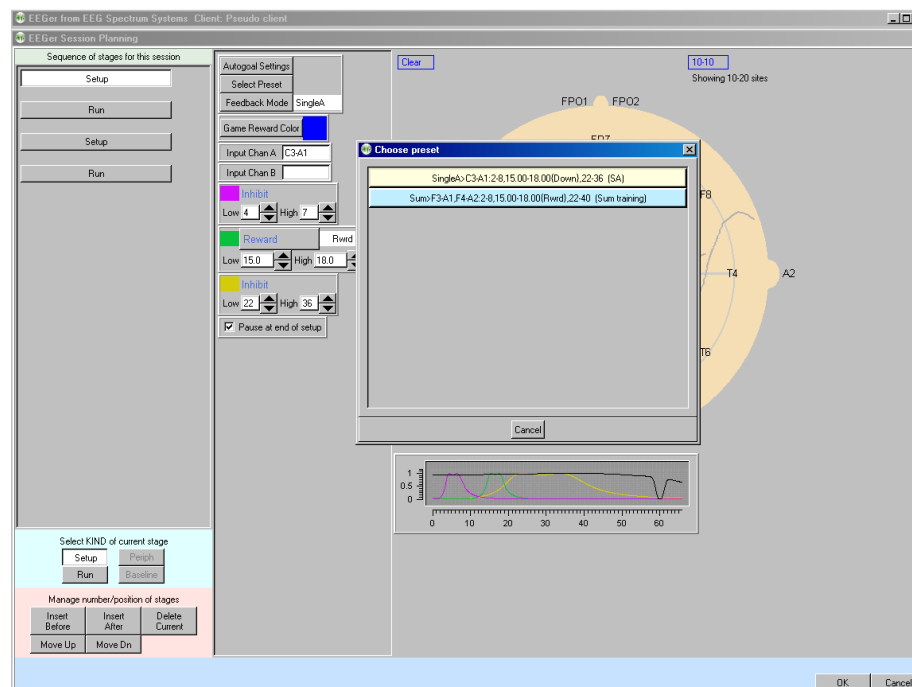 EEGer from EEG Spectrum Systems Client: Pseudo client
EEGer Session Planning
Sequence of stages for this session
Setup
Run
Setup
Run
Select KIND of current stage
Setup Periph
Run Baseline
Manage number/position of stages
Insert Before Insert After Delete Current
Move Up Move Dn
Autogoal Settings
Select Preset
Feedback Mode SingleA
Game Reward Color
Input Chan A C3-A1
Input Chan B
Inhibit
Low 4 High 7
Reward Rwrd
Low 15.0 High 18.0
Inhibit
Low 22 High 36
Pause at end of setup
Clear 10-10
Showing 10-20 sites
FPO1 FPO2
F8
T4 A2
T6
Choose preset
SingleA>C3-A1:2-8,15.00-18.00(Down),22-36 (SA)
Sum>F3-A1,F4-A2:2-8,15.00-18.00(Rwrd),22-40 (Sum training)
Cancel
1
0.5
0
0 10 20 30 40 50 60
OK Cancel